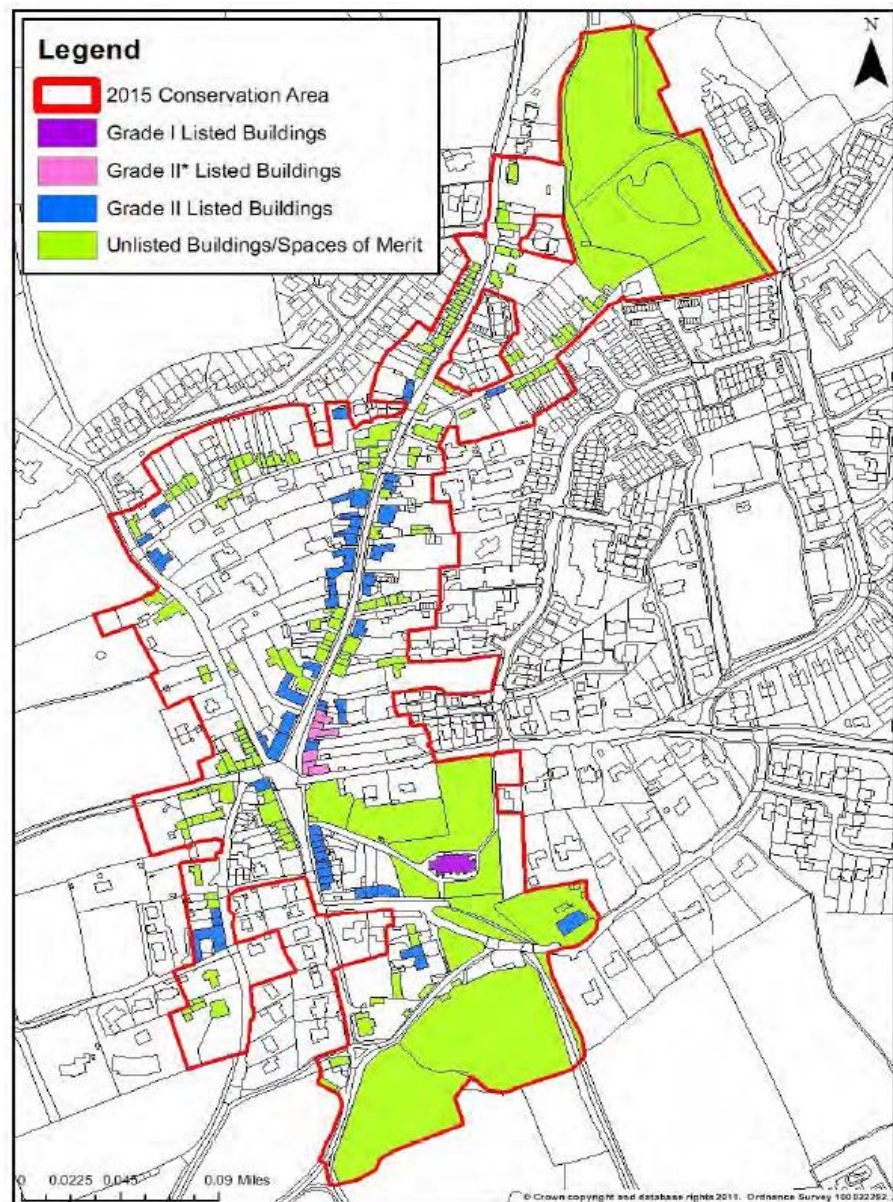 Legend
2015 Conservation Area
Grade I Listed Buildings
Grade II* Listed Buildings
Grade II Listed Buildings
Unlisted Buildings/Spaces of Merit
N
0 0.0225 0.045 0.09 Miles
© Crown copyright and database rights 2011. Ordnance Survey